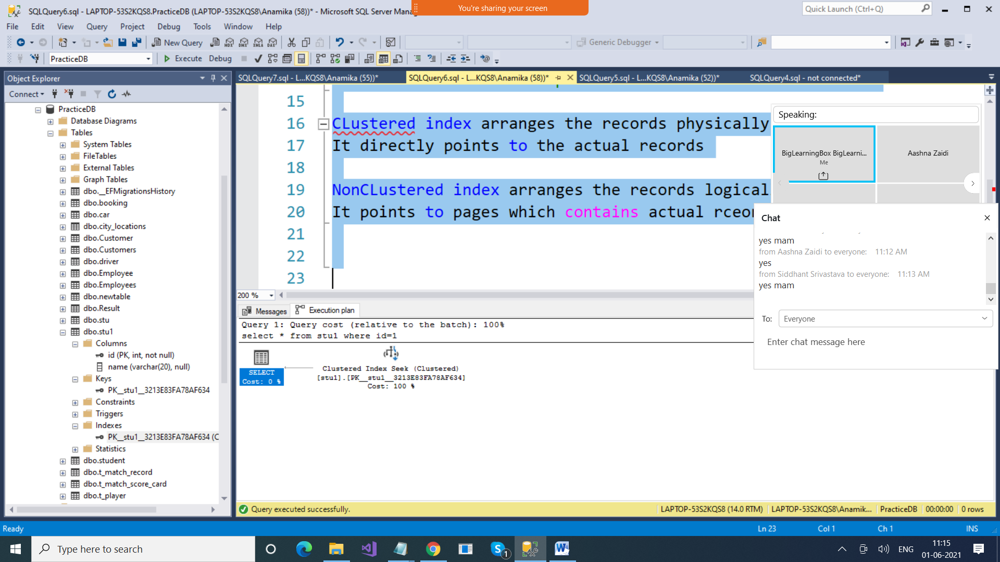 SQLQuery6.sql - LAPTOP-53S2KQS8.PracticeDB (LAPTOP-53S2KQS8\Anamika (58))* - Microsoft SQL Server Mana
You're sharing your screen
Quick Launch (Ctrl+Q)
File Edit View Query Project Debug Tools Window Help
New Query
MDX DMX XMLA DAX
Generic Debugger
PracticeDB
Execute Debug
Object Explorer
SQLQuery7.sql - L...KQS8\Anamika (55))*
SQLQuery6.sql - L...KQS8\Anamika (58))*
SQLQuery5.sql - L...KQS8\Anamika (52))*
SQLQuery4.sql - not connected*
Connect
PracticeDB
Database Diagrams
Tables
System Tables
FileTables
External Tables
Graph Tables
dbo.__EFMigrationsHistory
dbo.booking
dbo.car
dbo.city_locations
dbo.Customer
dbo.Customers
dbo.driver
dbo.Employee
dbo.Employees
dbo.newtable
dbo.Result
dbo.stu
dbo.stu1
Columns
id (PK, int, not null)
name (varchar(20), null)
Keys
PK__stu1__3213E83FA78AF634
Constraints
Triggers
Indexes
PK__stu1__3213E83FA78AF634 (C
Statistics
dbo.student
dbo.t_match_record
dbo.t_match_score_card
dbo.t_player
15
16 CLustered index arranges the records physically
17 It directly points to the actual records
18
19 NonCLustered index arranges the records logical
20 It points to pages which contains actual rceor
21
22
23
200 %
Messages
Execution plan
Query 1: Query cost (relative to the batch): 100%
select * from stu1 where id=1
SELECT
Cost: 0 %
Clustered Index Seek (Clustered)
[stu1].[PK__stu1__3213E83FA78AF634]
Cost: 100 %
Speaking:
BigLearningBox BigLearni...
Me
Aashna Zaidi
Chat
yes mam
from Aashna Zaidi to everyone: 11:12 AM
yes
from Siddhant Srivastava to everyone: 11:13 AM
yes mam
To: Everyone
Enter chat message here
Query executed successfully.
LAPTOP-53S2KQS8 (14.0 RTM)
LAPTOP-53S2KQS8\Anamik...
PracticeDB
00:00:00
0 rows
Ready
Ln 23
Col 1
Ch 1
INS
Type here to search
1
ENG
11:15
01-06-2021